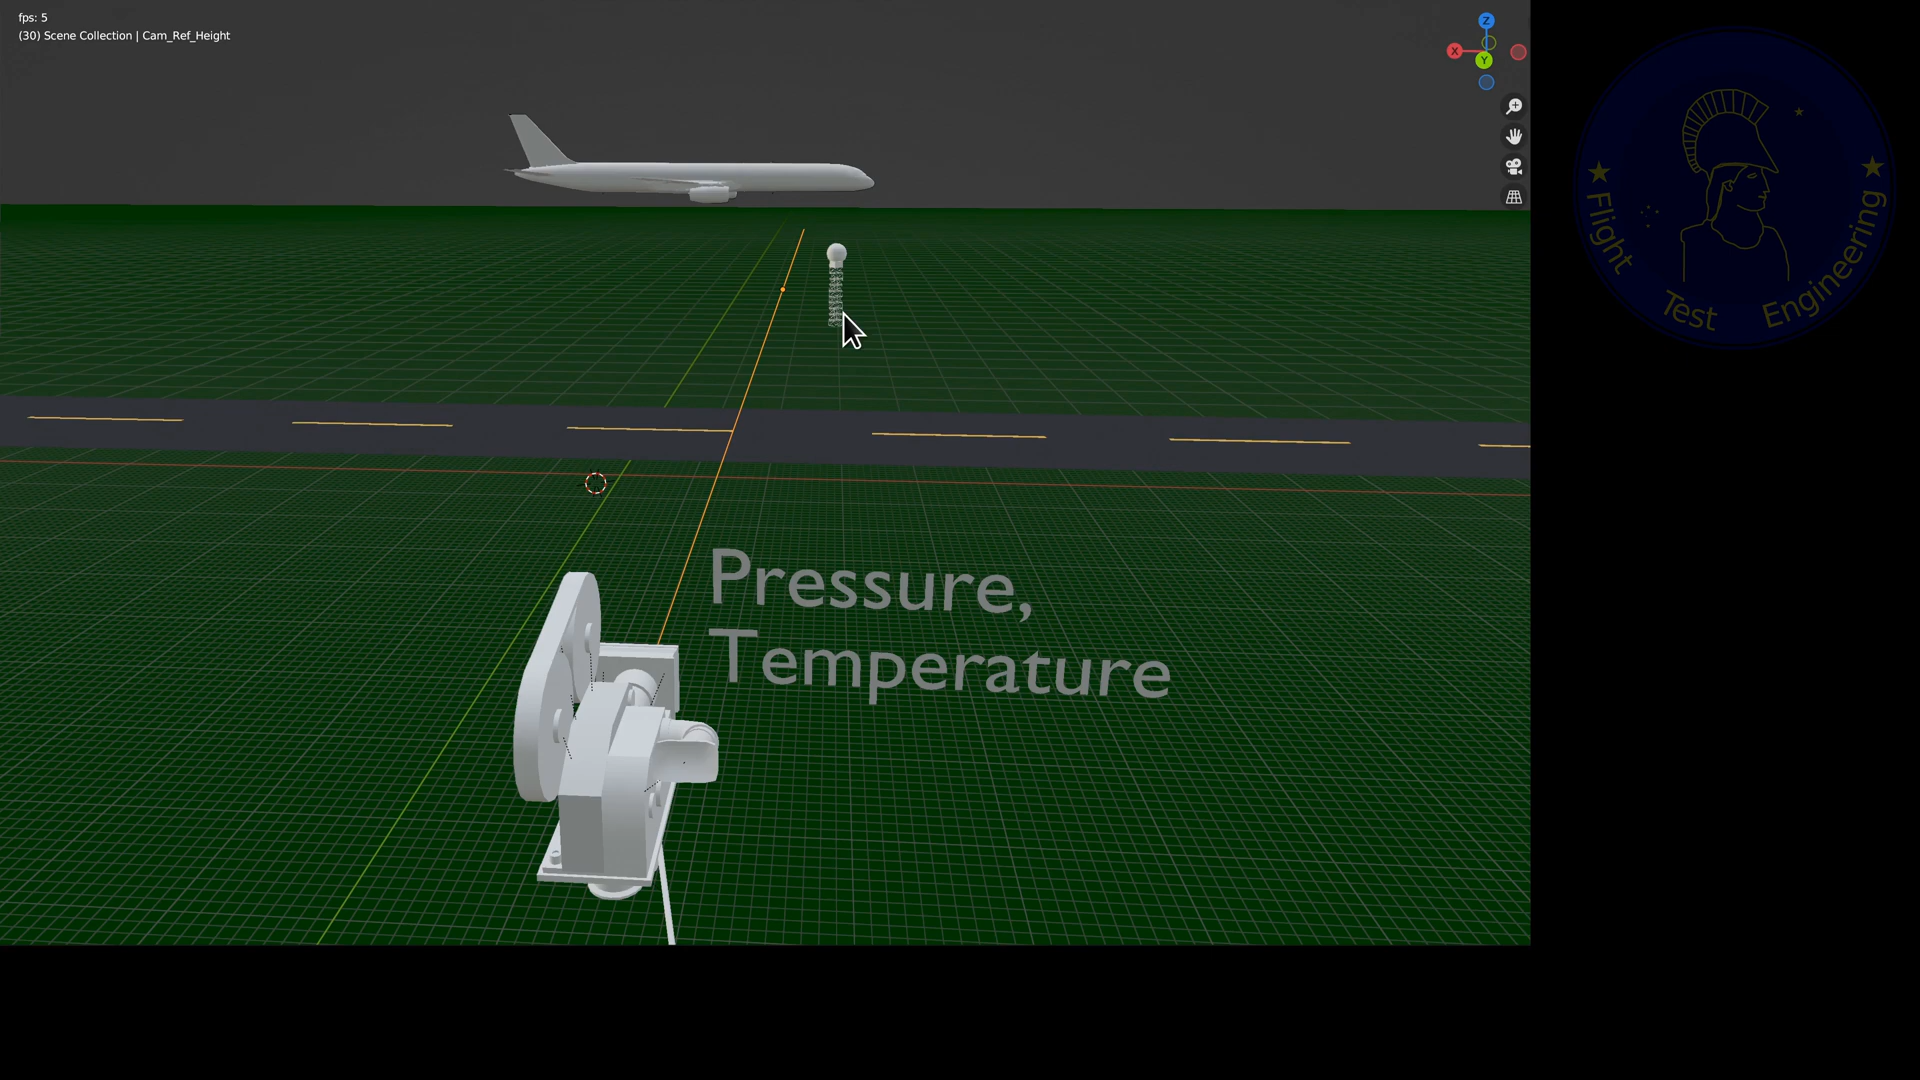 fps: 5
(30) Scene Collection | Cam_Ref_Height
Z
X
Y
Flight Test Engineering
Pressure,
Temperature